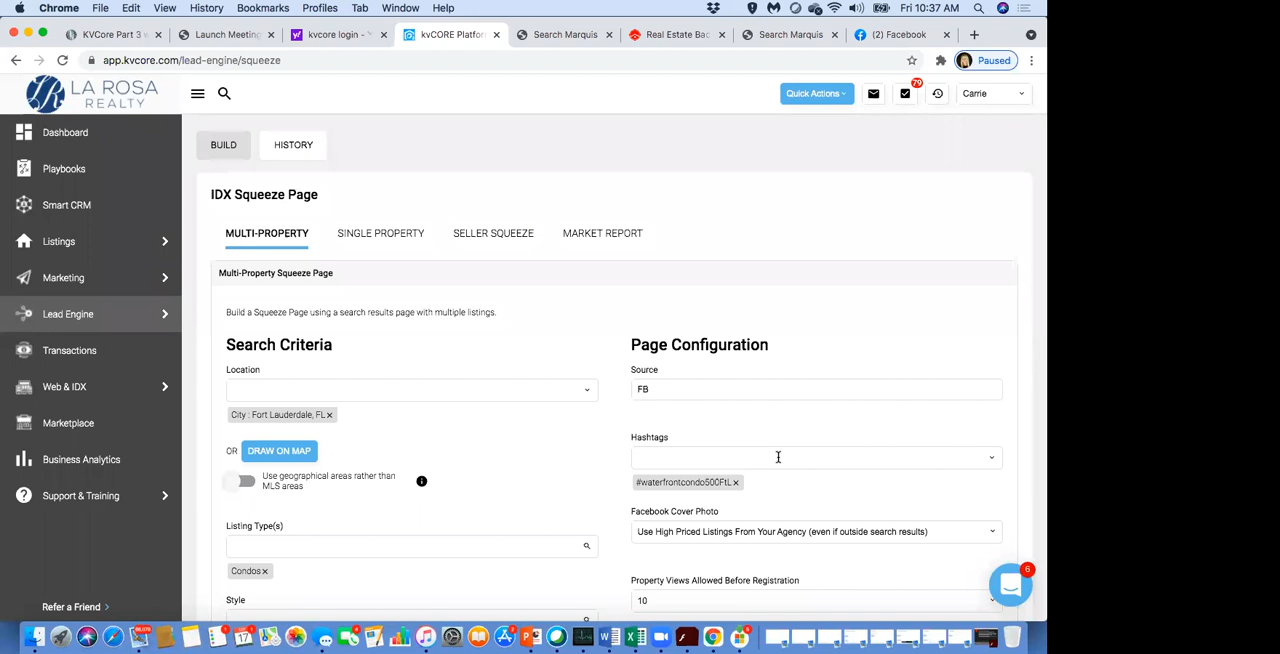 Chrome File Edit View History Bookmarks Profiles Tab Window Help Fri 10:37 AM
KVCore Part 3 w Launch Meeting kvcore login - kvCORE Platfor Search Marquis Real Estate Bac Search Marquis (2) Facebook
app.kvcore.com/lead-engine/squeeze Paused
LA ROSA
REALTY
Quick Actions 79 Carrie
Dashboard
Playbooks
Smart CRM
Listings
Marketing
Lead Engine
Transactions
Web & IDX
Marketplace
Business Analytics
Support & Training
Refer a Friend
BUILD HISTORY
IDX Squeeze Page
MULTI-PROPERTY SINGLE PROPERTY SELLER SQUEEZE MARKET REPORT
Multi-Property Squeeze Page
Build a Squeeze Page using a search results page with multiple listings.
Search Criteria
Location
City : Fort Lauderdale, FL
OR DRAW ON MAP
Use geographical areas rather than
MLS areas
Listing Type(s)
Condos
Style
Page Configuration
Source
FB
Hashtags
#waterfrontcondo500FtL
Facebook Cover Photo
Use High Priced Listings From Your Agency (even if outside search results)
Property Views Allowed Before Registration
10
6